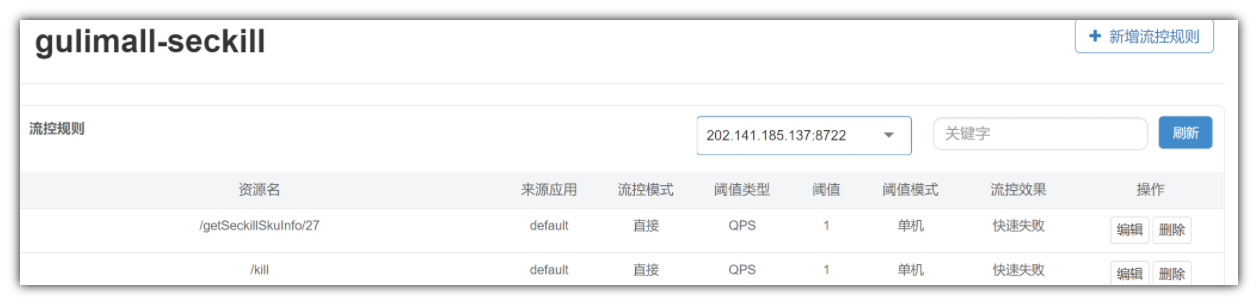 gulimall-seckill
+ 新增流控规则
流控规则 202.141.185.137:8722 关键字 刷新
资源名 来源应用 流控模式 阈值类型 阈值 阈值模式 流控效果 操作
/getSeckillSkuInfo/27 default 直接 QPS 1 单机 快速失败 编辑 删除
/kill default 直接 QPS 1 单机 快速失败 编辑 删除